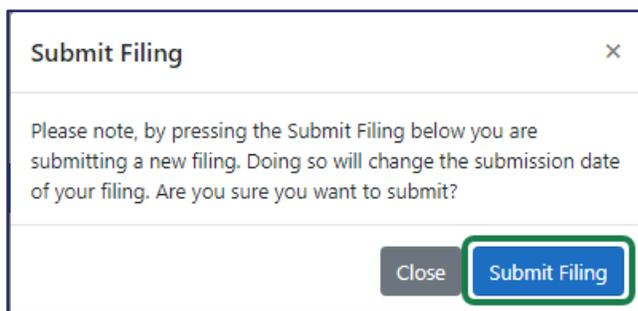 Submit Filing
×
Please note, by pressing the Submit Filing below you are
submitting a new filing. Doing so will change the submission date
of your filing. Are you sure you want to submit?
Close
Submit Filing